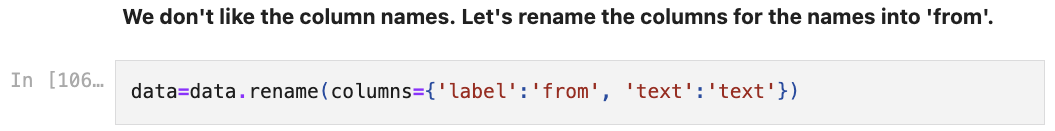 We don't like the column names. Let's rename the columns for the names into 'from'.
In [106…
data=data.rename(columns={'label':'from', 'text':'text'})